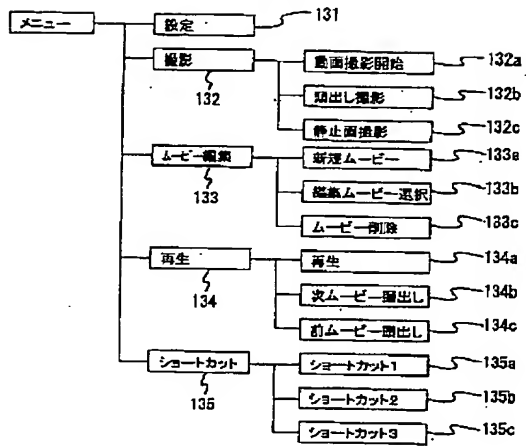 メニュー
設定
131
撮影
132
動画撮影開始
132a
頭出し撮影
132b
静止画撮影
132c
ムービー編集
133
新規ムービー
133a
編集ムービー選択
133b
ムービー削除
133c
再生
134
再生
134a
次ムービー頭出し
134b
前ムービー頭出し
134c
ショートカット
135
ショートカット1
135a
ショートカット2
135b
ショートカット3
135c